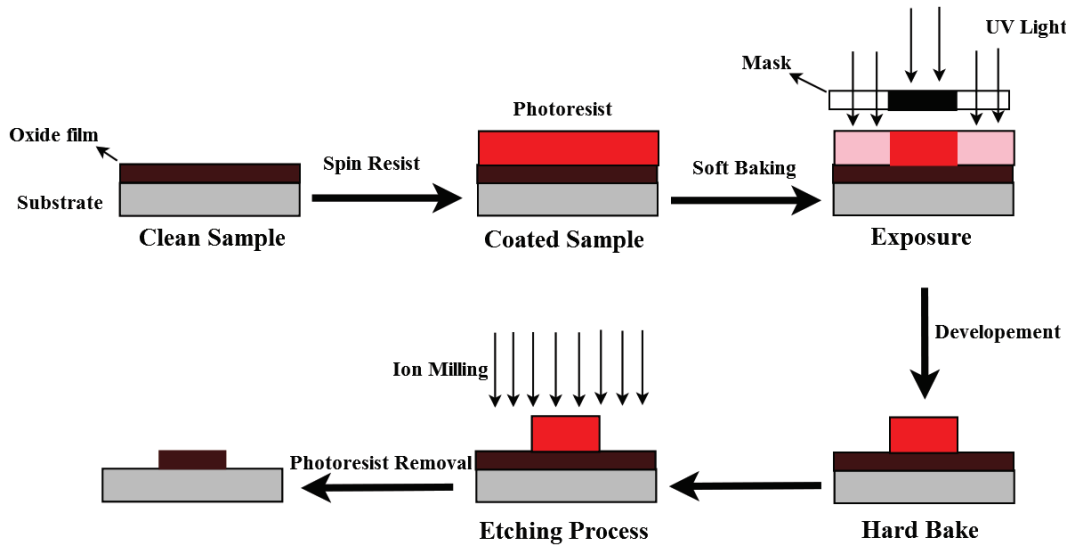 UV Light
Mask
Photoresist
Oxide film
Spin Resist
Soft Baking
Substrate
Clean Sample
Coated Sample
Exposure
Developement
Ion Milling
Photoresist Removal
Etching Process
Hard Bake